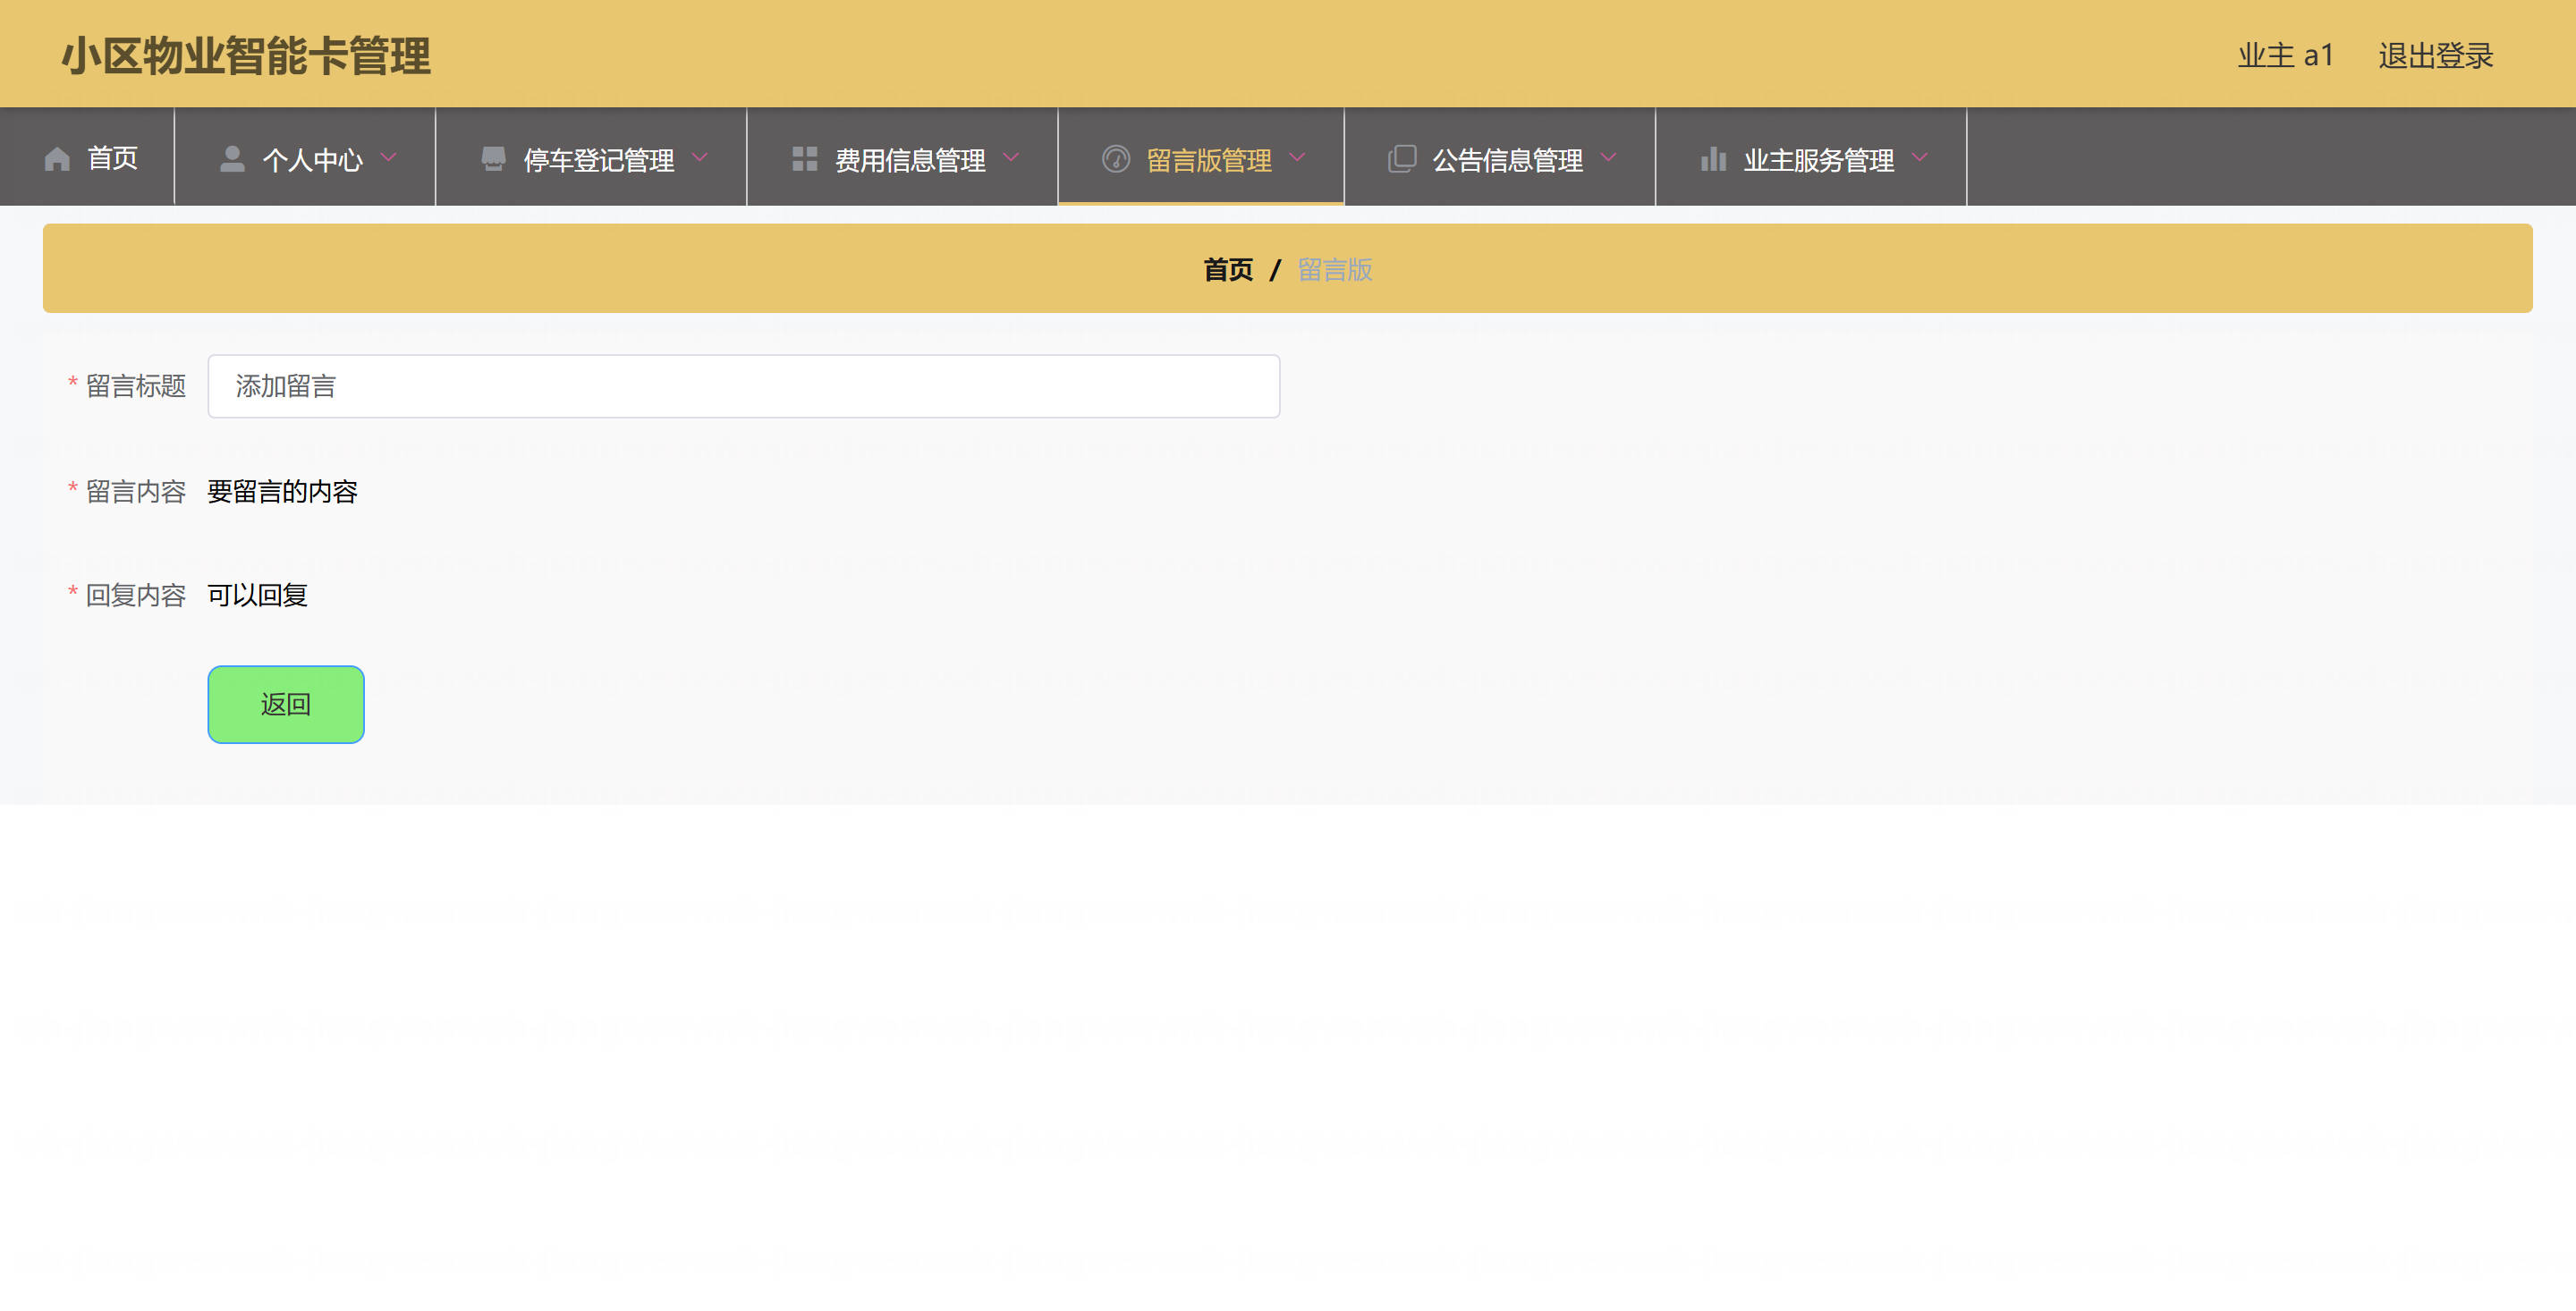 小区物业智能卡管理
业主 a1 退出登录
首页 个人中心 停车登记管理 费用信息管理 留言版管理 公告信息管理 业主服务管理
首页 / 留言版
* 留言标题 添加留言
* 留言内容 要留言的内容
* 回复内容 可以回复
返回